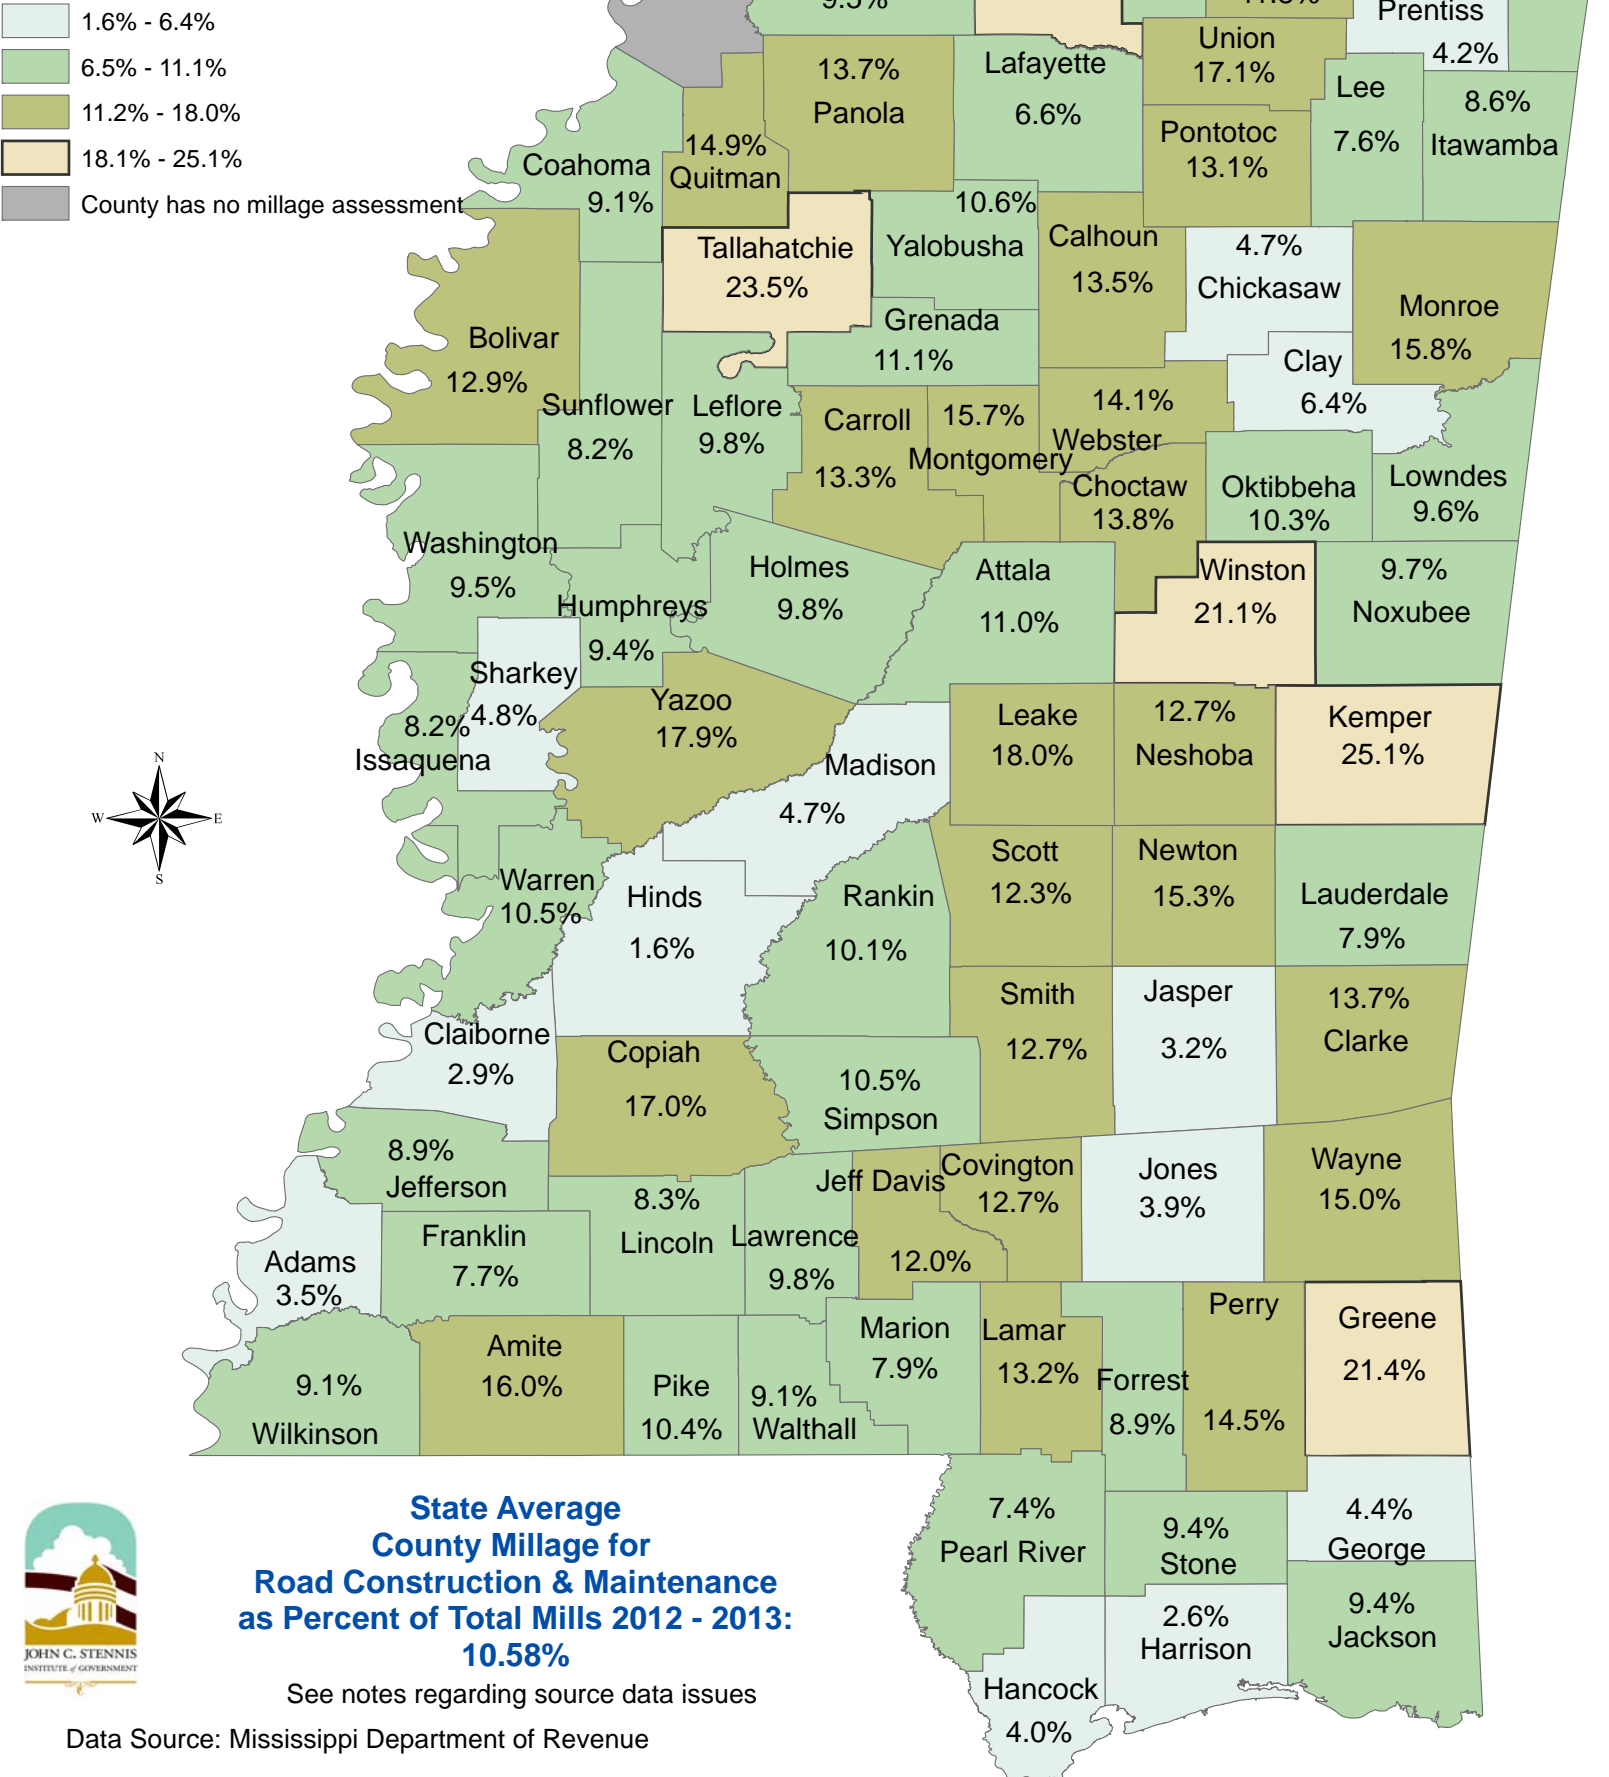 1.6% - 6.4%
6.5% - 11.1%
11.2% - 18.0%
18.1% - 25.1%
County has no millage assessment
Prentiss
4.2%
Union
17.1%
13.7%
Panola
Lafayette
6.6%
Lee
7.6%
8.6%
Itawamba
Pontotoc
13.1%
14.9%
Quitman
Coahoma
9.1%
10.6%
Yalobusha
Tallahatchie
23.5%
Calhoun
13.5%
4.7%
Chickasaw
Monroe
15.8%
Bolivar
12.9%
Grenada
11.1%
Clay
6.4%
Sunflower
8.2%
Leflore
9.8%
Carroll
13.3%
15.7%
Montgomery
14.1%
Webster
Choctaw
13.8%
Oktibbeha
10.3%
Lowndes
9.6%
Washington
9.5%
Humphreys
9.4%
Holmes
9.8%
Attala
11.0%
Winston
21.1%
9.7%
Noxubee
Sharkey
4.8%
8.2%
Issaquena
Yazoo
17.9%
Madison
4.7%
Leake
18.0%
12.7%
Neshoba
Kemper
25.1%
N
W
E
S
Warren
10.5%
Hinds
1.6%
Rankin
10.1%
Scott
12.3%
Newton
15.3%
Lauderdale
7.9%
Claiborne
2.9%
Copiah
17.0%
10.5%
Simpson
Smith
12.7%
Jasper
3.2%
13.7%
Clarke
8.9%
Jefferson
8.3%
Lincoln
Lawrence
9.8%
Jeff Davis
12.0%
Covington
12.7%
Jones
3.9%
Wayne
15.0%
Adams
3.5%
Franklin
7.7%
9.1%
Wilkinson
Amite
16.0%
Pike
10.4%
9.1%
Walthall
Marion
7.9%
Lamar
13.2%
Forrest
8.9%
Perry
14.5%
Greene
21.4%
7.4%
Pearl River
9.4%
Stone
4.4%
George
2.6%
Harrison
9.4%
Jackson
Hancock
4.0%
State Average
County Millage for
Road Construction & Maintenance
as Percent of Total Mills 2012 - 2013:
10.58%
See notes regarding source data issues
JOHN C. STENNIS
INSTITUTE of GOVERNMENT
Data Source: Mississippi Department of Revenue